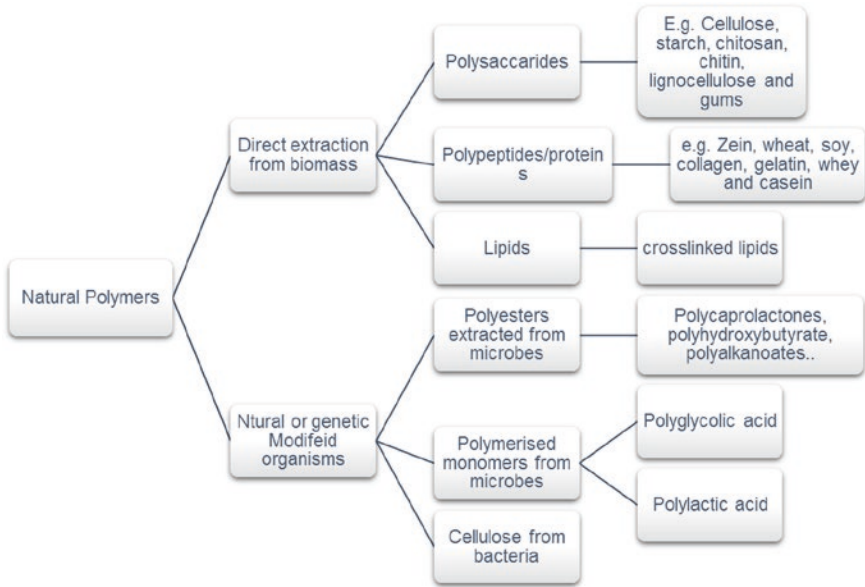 E.g. Cellulose,
starch, chitosan,
chitin,
lignocellulose and
gums
Polysaccarides
Direct extraction
from biomass
Polypeptides/protein
s
e.g. Zein, wheat, soy,
collagen, gelatin, whey
and casein
Lipids
crosslinked lipids
Natural Polymers
Polyesters
extracted from
microbes
Polycaprolactones,
polyhydroxybutyrate,
polyalkanoates..
Ntural or genetic
Modifeid
organisms
Polymerised
monomers from
microbes
Polyglycolic acid
Polylactic acid
Cellulose from
bacteria